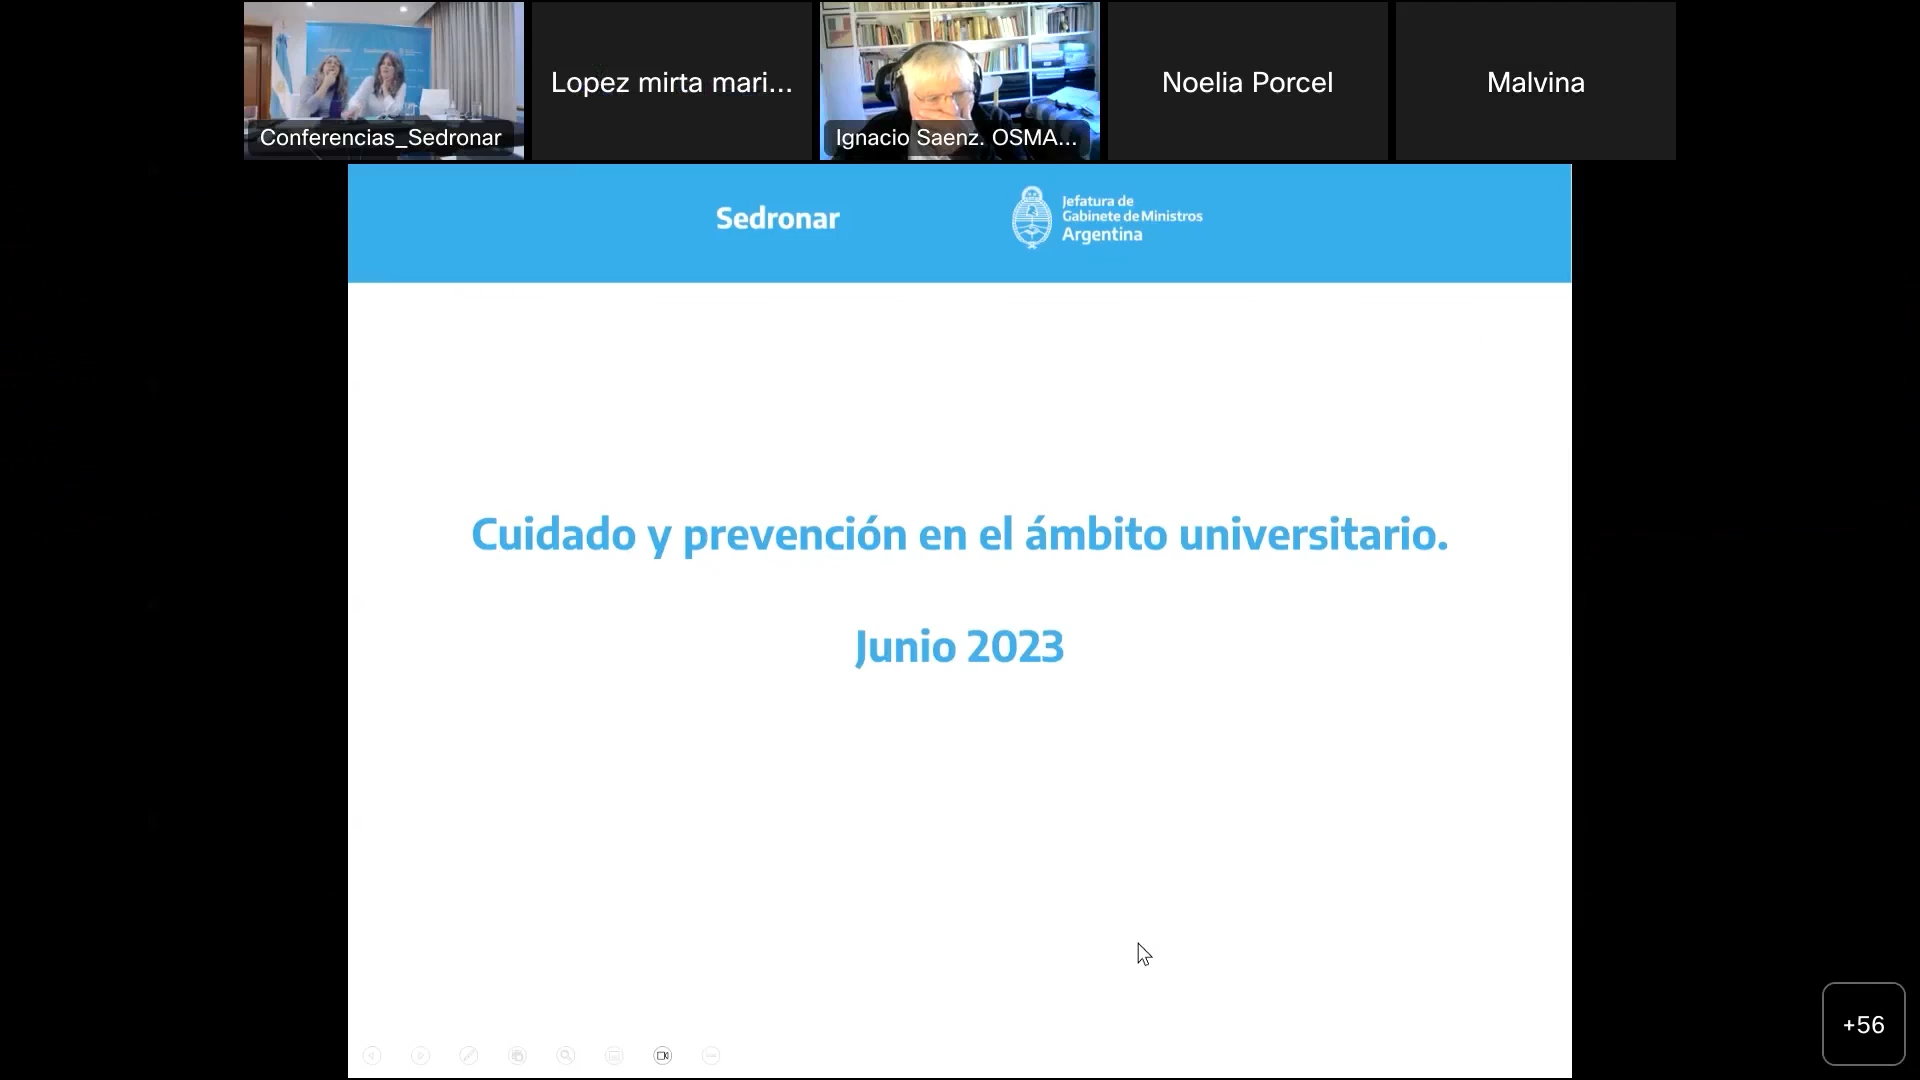 Conferencias_Sedronar
Lopez mirta mari...
Ignacio Saenz. OSMA...
Noelia Porcel
Malvina
Sedronar
Jefatura de
Gabinete de Ministros
Argentina
Cuidado y prevención en el ámbito universitario.
Junio 2023
+56